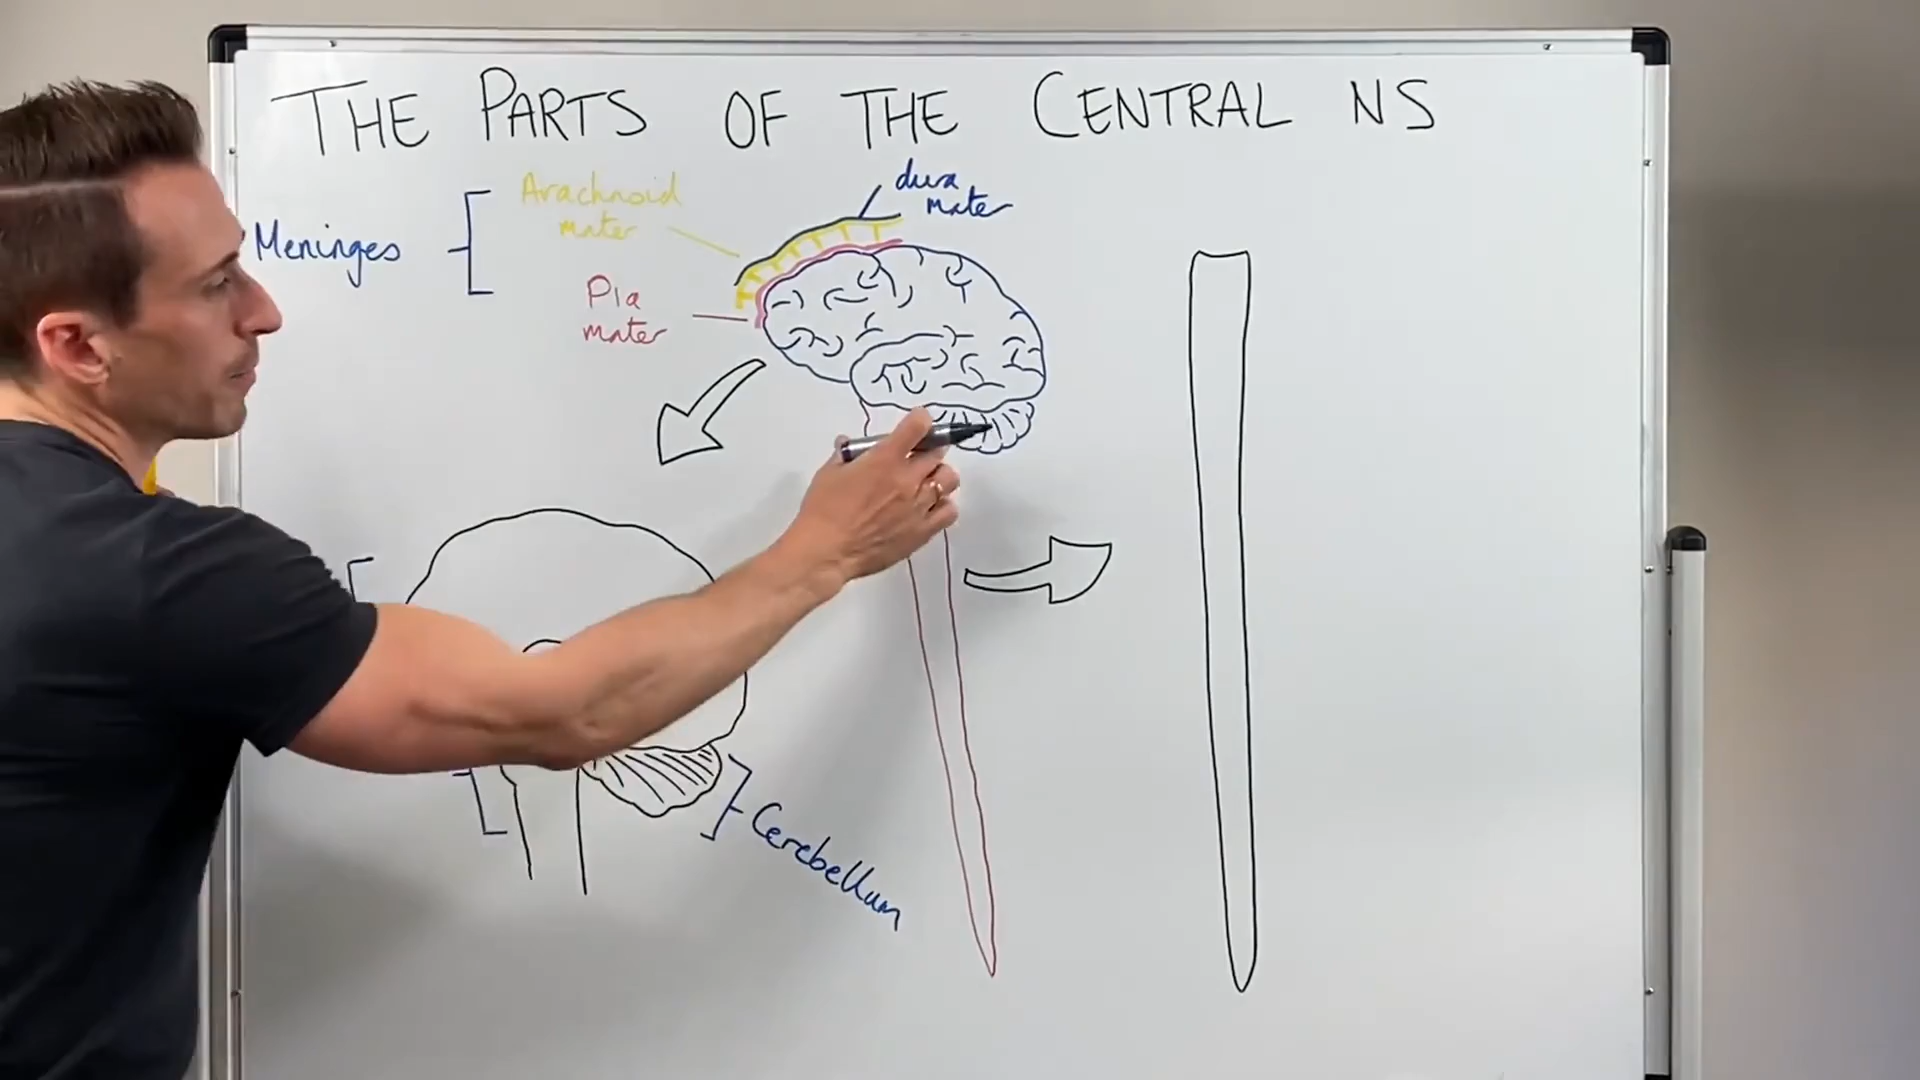 THE PARTS OF THE CENTRAL NS
Arachnoid
mater
dura
mater
Meninges
Pia
mater
Cerebellum